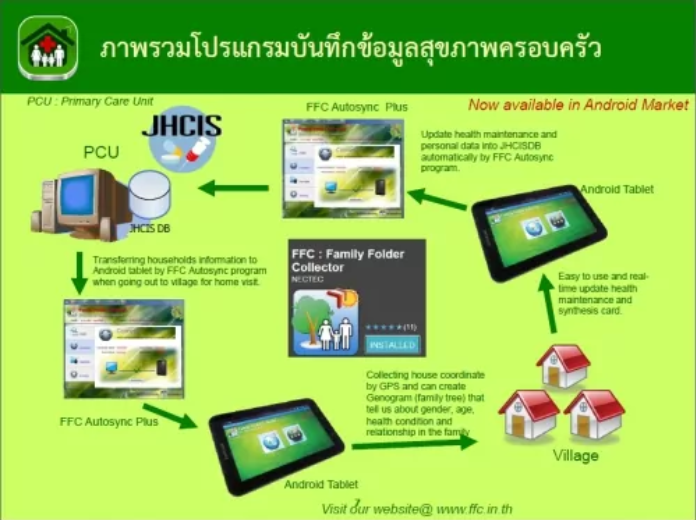 ภาพรวมโปรแกรมบันทึกข้อมูลสุขภาพครอบครัว
PCU : Primary Care Unit
FFC Autosync Plus
Now available in Android Market
JHCIS
PCU
Update health maintenance and
personal data into JHCISDB
automatically by FFC Autosync
program.
Android Tablet
JHCIS DB
Transferring households information to
Android tablet by FFC Autosync program
when going out to village for home visit.
FFC : Family Folder
Collector
NECTEC
(11)
INSTALLED
Easy to use and real-
time update health
maintenance and
synthesis card.
Collecting house coordinate
by GPS and can create
Genogram (family tree) that
tell us about gender, age,
health condition and
relationship in the family
FFC Autosync Plus
Android Tablet
Village
Visit our website@ www.ffc.in.th